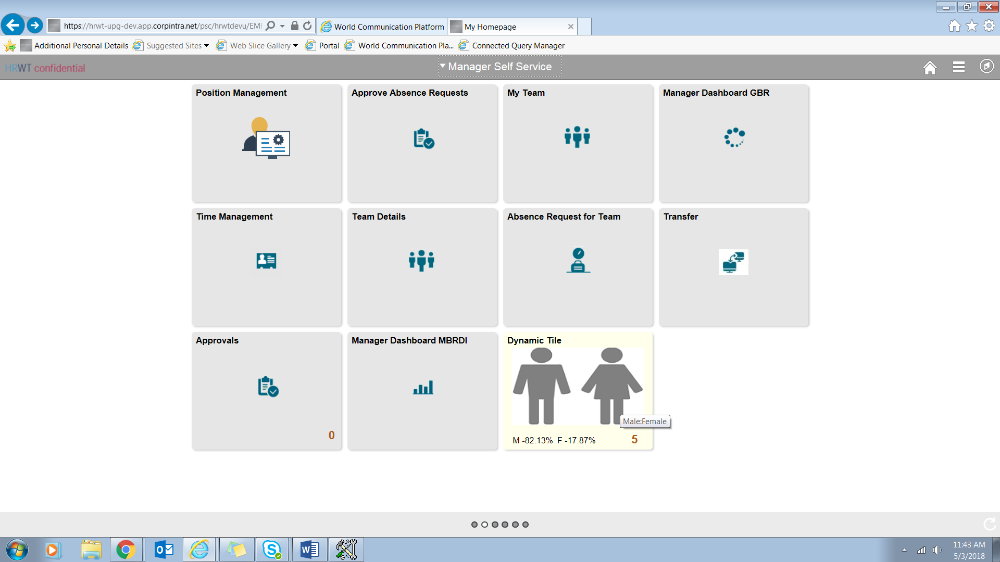 https://hrwt-upg-dev.app.corpintra.net/psc/hrwtdevu/EMI
World Communication Platform
My Homepage
Additional Personal Details
Suggested Sites
Web Slice Gallery
Portal
World Communication Pla...
Connected Query Manager
HRWT confidential
Manager Self Service
Position Management
Approve Absence Requests
My Team
Manager Dashboard GBR
Time Management
Team Details
Absence Request for Team
Transfer
Approvals
Manager Dashboard MBRDI
Dynamic Tile
Male:Female
0
M -82.13% F -17.87%
5
11:43 AM
5/3/2018